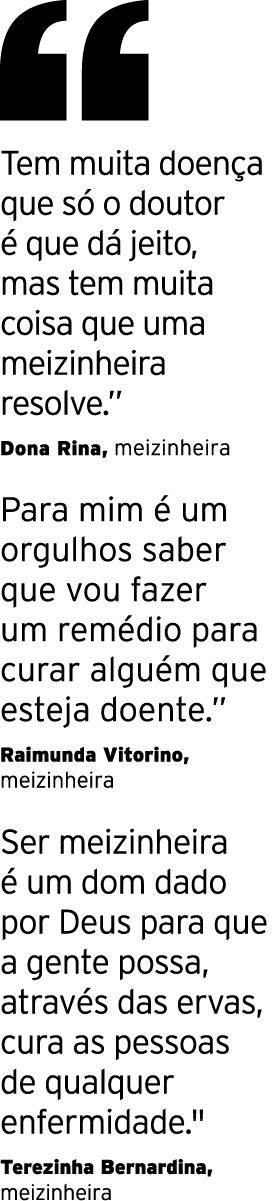 “
Tem muita doença
que só o doutor
é que dá jeito,
mas tem muita
coisa que uma
meizinheira
resolve.”
Dona Rina, meizinheira
Para mim é um
orgulhos saber
que vou fazer
um remédio para
curar alguém que
esteja doente.”
Raimunda Vitorino,
meizinheira
Ser meizinheira
é um dom dado
por Deus para que
a gente possa,
através das ervas,
cura as pessoas
de qualquer
enfermidade."
Terezinha Bernardina,
meizinheira